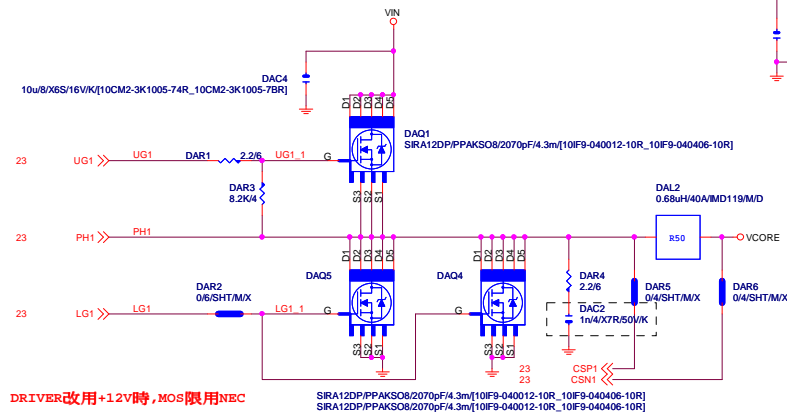 VIN
DAC4
10u/8/X6S/16V/K/[10CM2-3K1005-74R_10CM2-3K1005-7BR]
D1 D2 D3 D4 D5
DAQ1
SIRA12DP/PPAKSO8/2070pF/4.3m/[10IF9-040012-10R_10IF9-040406-10R]
23 UG1 UG1 DAR1 2.2/6 UG1_1 G
S3 S2 S1
DAR3
8.2K/4
DAL2
0.68uH/40A/IMD119/M/D
23 PH1 PH1
R50
VCORE
D1 D2 D3 D4 D5
D1 D2 D3 D4 D5
DAQ5
DAQ4
DAR2
0/6/SHT/M/X
DAR4
2.2/6
DAR5
0/4/SHT/M/X
DAR6
0/4/SHT/M/X
23 LG1 LG1 LG1_1 G
G
DAC2
1n/4/X7R/50V/K
S3 S2 S1
S3 S2 S1
23 CSP1
23 CSN1
DRIVER改用+12V時,MOS限用NEC
SIRA12DP/PPAKSO8/2070pF/4.3m/[10IF9-040012-10R_10IF9-040406-10R]
SIRA12DP/PPAKSO8/2070pF/4.3m/[10IF9-040012-10R_10IF9-040406-10R]